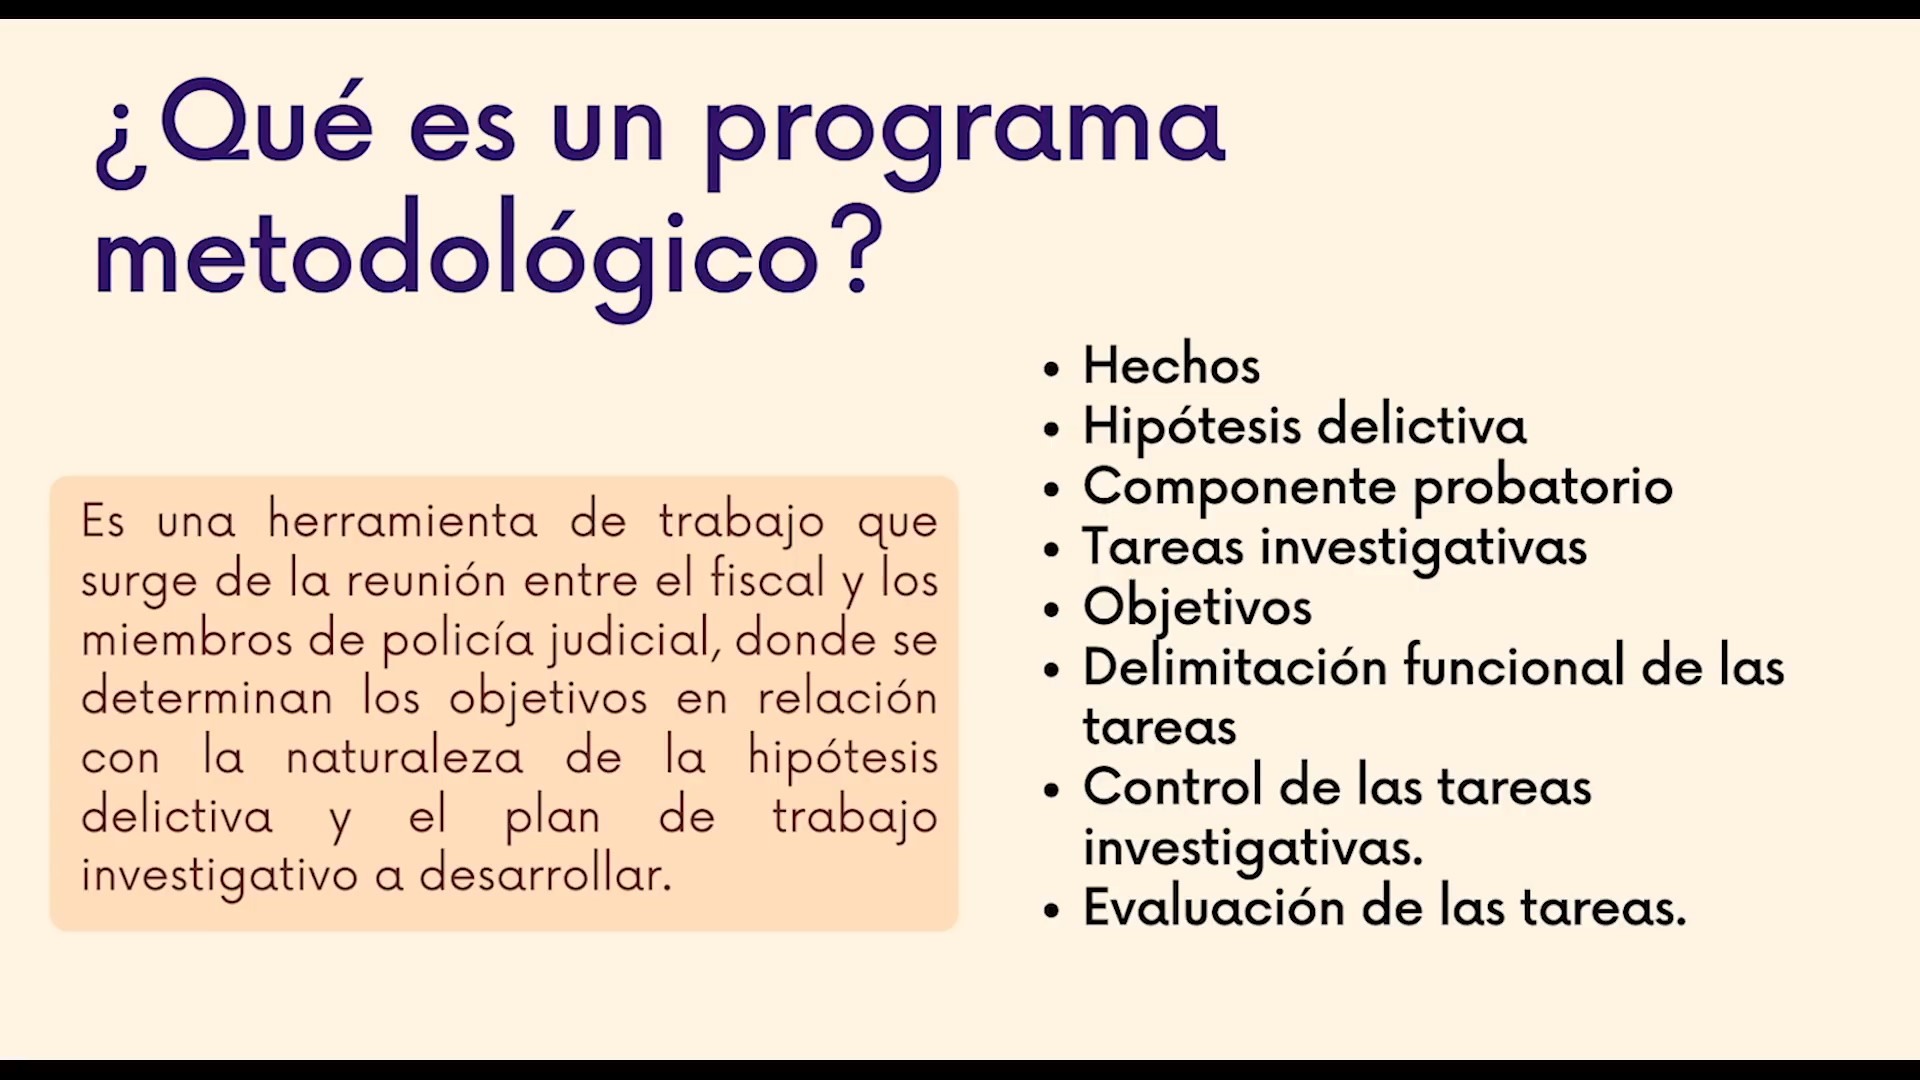 ¿Qué es un programa
metodológico?
Es una herramienta de trabajo que
surge de la reunión entre el fiscal y los
miembros de policía judicial, donde se
determinan los objetivos en relación
con la naturaleza de la hipótesis
delictiva y el plan de trabajo
investigativo a desarrollar.
• Hechos
• Hipótesis delictiva
• Componente probatorio
• Tareas investigativas
• Objetivos
• Delimitación funcional de las
tareas
• Control de las tareas
investigativas.
• Evaluación de las tareas.